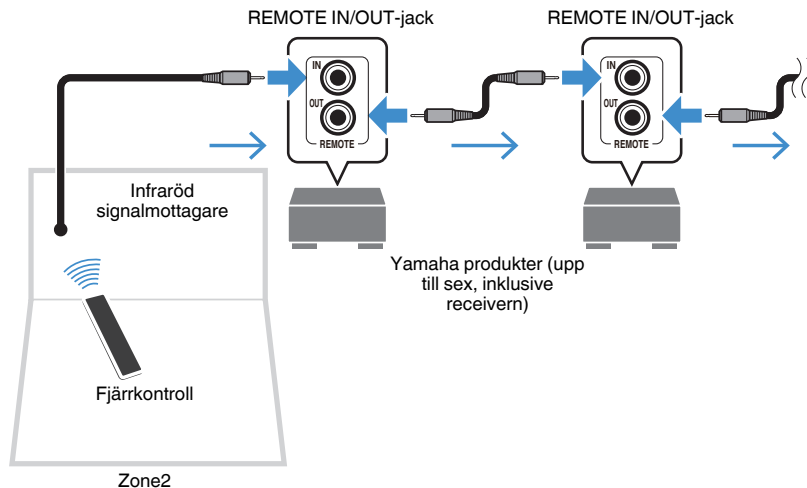 REMOTE IN/OUT-jack
REMOTE IN/OUT-jack
IN
OUT
REMOTE
IN
OUT
REMOTE
Infraröd
signalmottagare
Yamaha produkter (upp
till sex, inklusive
receivern)
Fjärrkontroll
Zone2